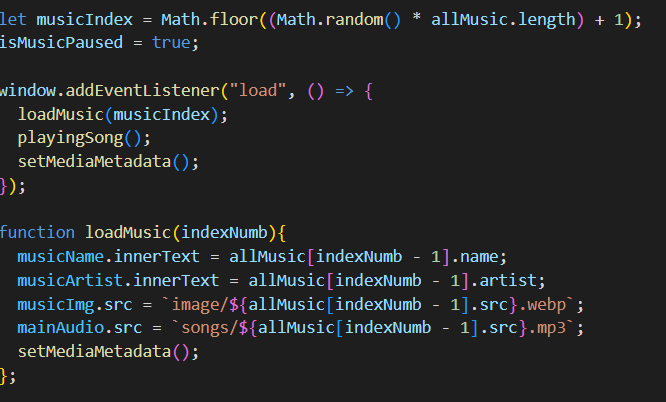 let musicIndex = Math.floor((Math.random() * allMusic.length) + 1);
isMusicPaused = true;

window.addEventListener("load", () => {
  loadMusic(musicIndex);
  playingSong();
  setMediaMetadata();
});

function loadMusic(indexNumb){
  musicName.innerText = allMusic[indexNumb - 1].name;
  musicArtist.innerText = allMusic[indexNumb - 1].artist;
  musicImg.src = `image/${allMusic[indexNumb - 1].src}.webp`;
  mainAudio.src = `songs/${allMusic[indexNumb - 1].src}.mp3`;
  setMediaMetadata();
};